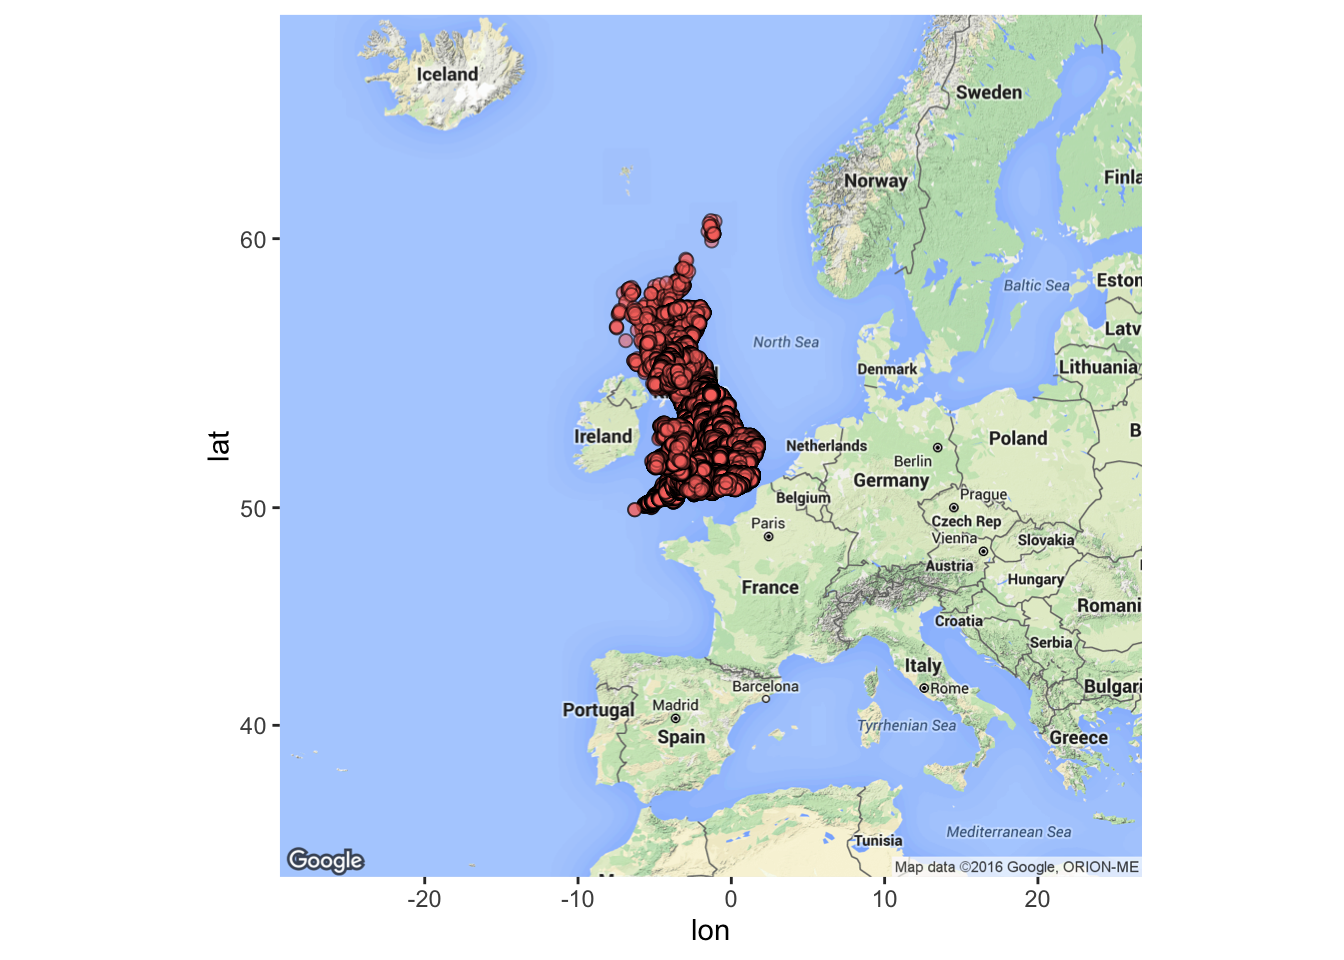 Iceland
Sweden
Norway
Finla
60
Baltic Sea
Eston
North Sea
Latv
Denmark
Lithuania
lat
Ireland
Netherlands
Poland
B
Berlin
Germany
Belgium
Prague
50
Paris
Czech Rep
Vienna
Slovakia
Austria
France
Hungary
Romani
Croatia
Serbia
Italy
Barcelona
Rome
Bulgari
Portugal
Madrid
40
Tyrrhenian Sea
Spain
Greece
Mediterranean Sea
Tunisia
Google
Map data ©2016 Google, ORION-ME
-20 -10 0 10 20
lon